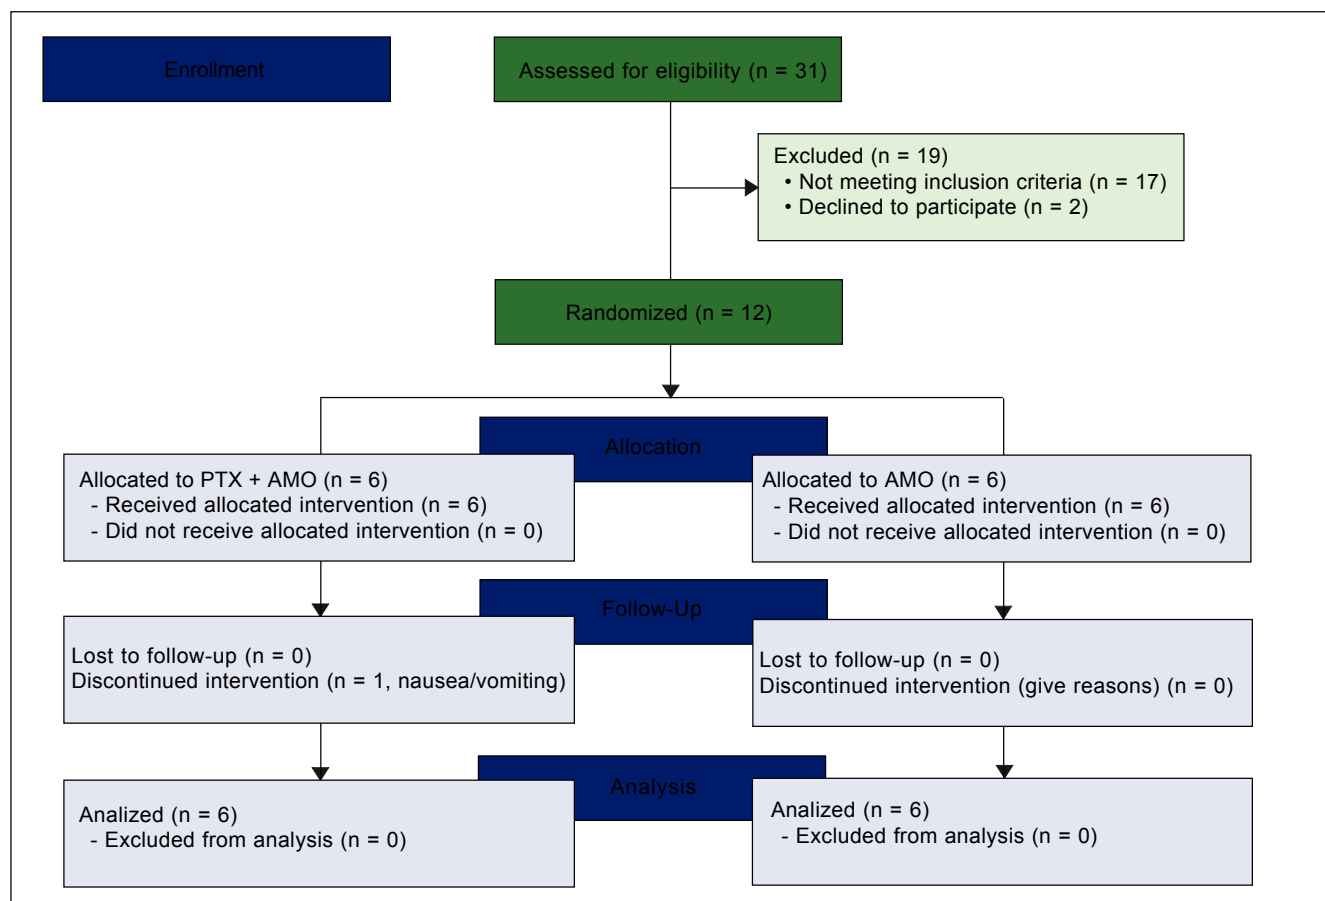 Enrollment
Assessed for eligibility (n = 31)
Excluded (n = 19)
• Not meeting inclusion criteria (n = 17)
• Declined to participate (n = 2)
Randomized (n = 12)
Allocation
Allocated to PTX + AMO (n = 6)
- Received allocated intervention (n = 6)
- Did not receive allocated intervention (n = 0)
Allocated to AMO (n = 6)
- Received allocated intervention (n = 6)
- Did not receive allocated intervention (n = 0)
Follow-Up
Lost to follow-up (n = 0)
Discontinued intervention (n = 1, nausea/vomiting)
Lost to follow-up (n = 0)
Discontinued intervention (give reasons) (n = 0)
Analysis
Analized (n = 6)
- Excluded from analysis (n = 0)
Analized (n = 6)
- Excluded from analysis (n = 0)